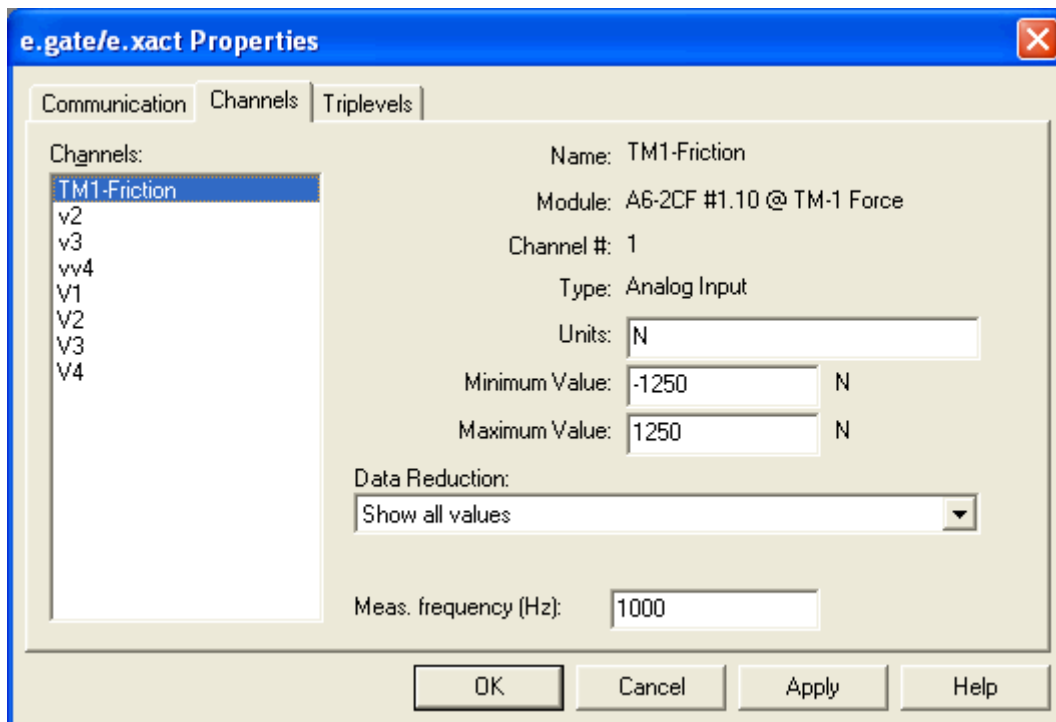 e.gate/e.xact Properties
Communication Channels Triplevels
Channels:
TM1-Friction
v2
v3
vv4
V1
V2
V3
V4
Name: TM1-Friction
Module: A6-2CF #1.10 @ TM-1 Force
Channel #: 1
Type: Analog Input
Units: N
Minimum Value: -1250 N
Maximum Value: 1250 N
Data Reduction:
Show all values
Meas. frequency (Hz): 1000
OK Cancel Apply Help